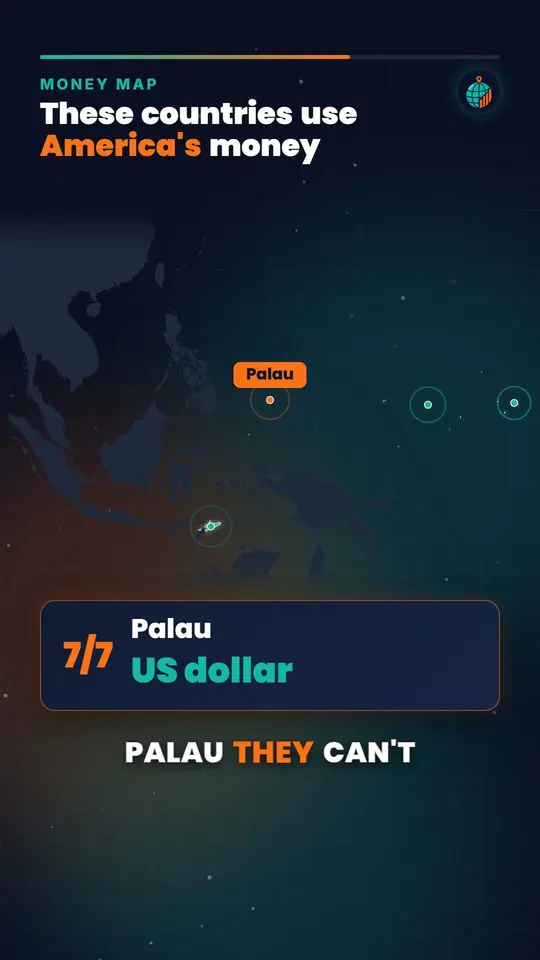 MONEY MAP
These countries use
America's money
Palau
7/7
Palau
US dollar
PALAU THEY CAN'T